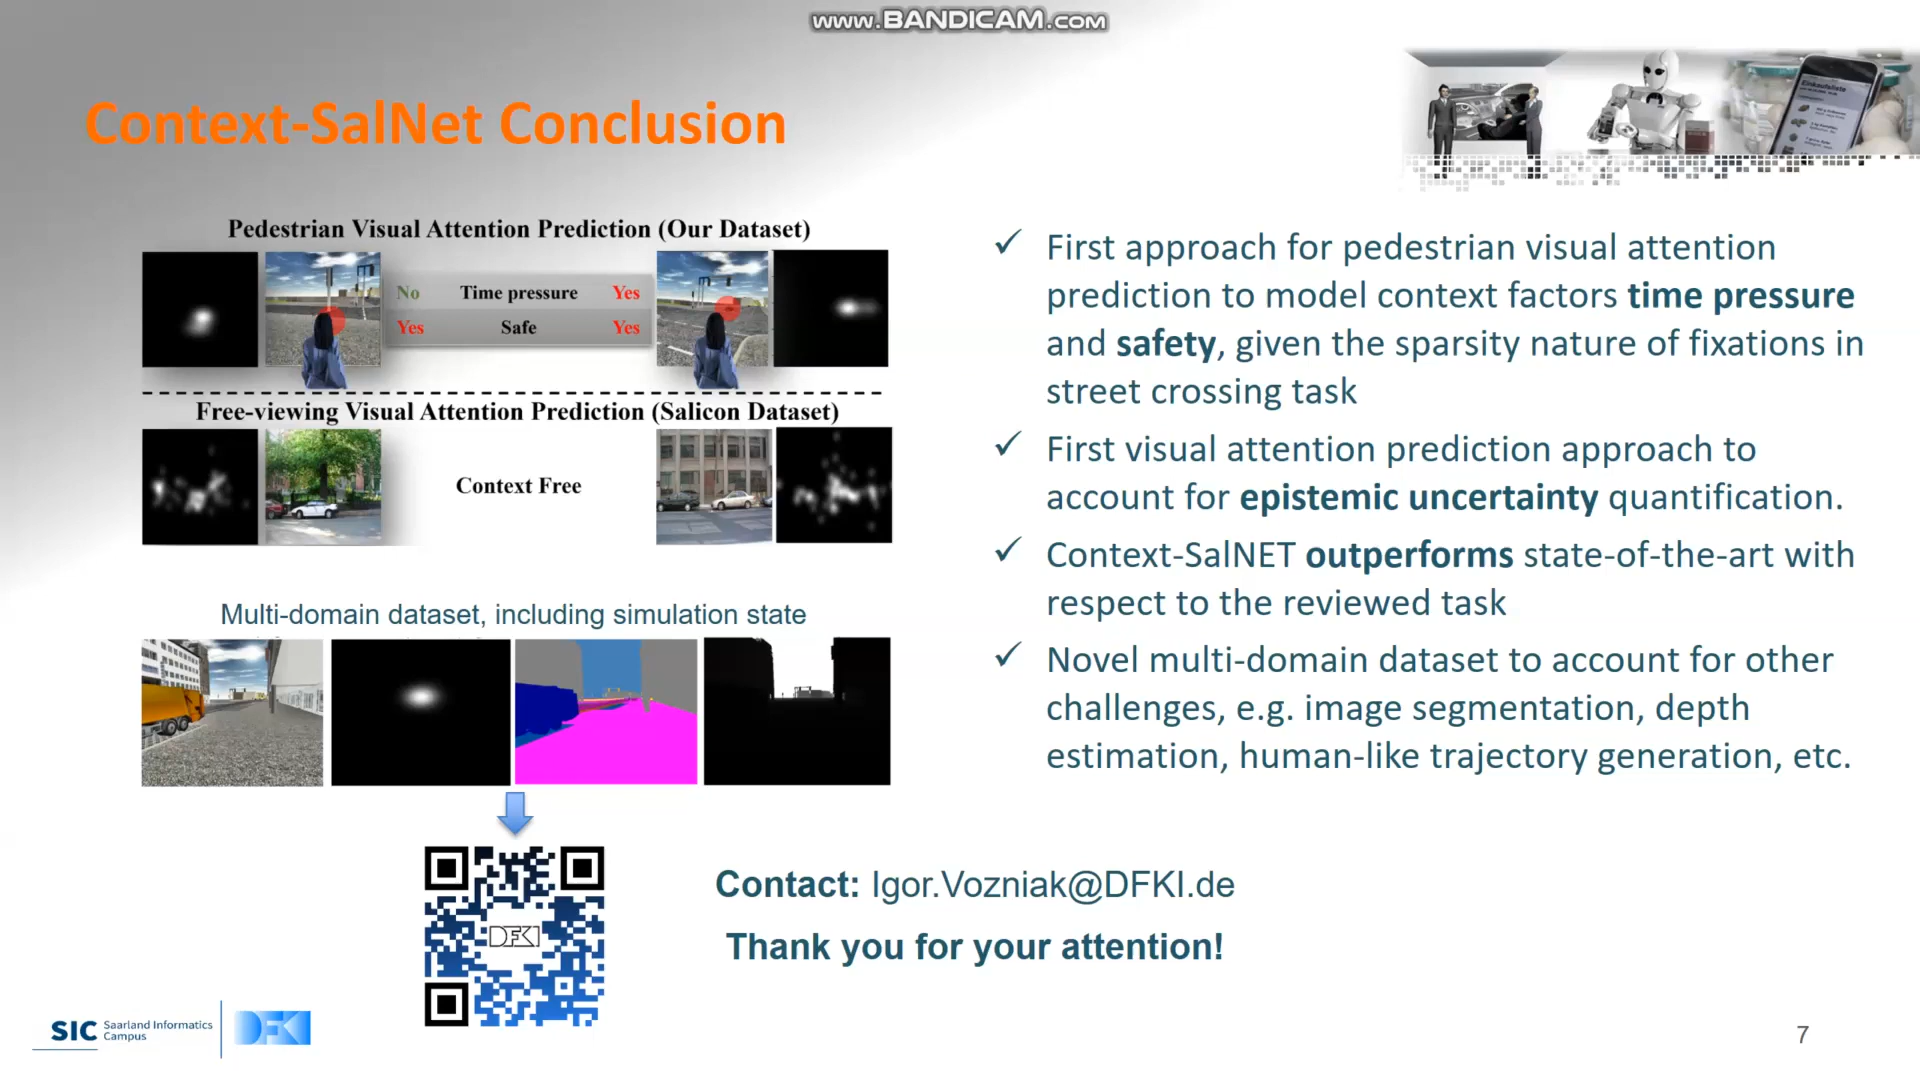 www.BANDICAM.com
Context-SalNet Conclusion
Einkaufsliste
Pedestrian Visual Attention Prediction (Our Dataset)
No Time pressure Yes
Yes Safe Yes
Free-viewing Visual Attention Prediction (Salicon Dataset)
Context Free
Multi-domain dataset, including simulation state
✓ First approach for pedestrian visual attention
prediction to model context factors time pressure
and safety, given the sparsity nature of fixations in
street crossing task
✓ First visual attention prediction approach to
account for epistemic uncertainty quantification.
✓ Context-SalNET outperforms state-of-the-art with
respect to the reviewed task
✓ Novel multi-domain dataset to account for other
challenges, e.g. image segmentation, depth
estimation, human-like trajectory generation, etc.
DFKI
Contact: Igor.Vozniak@DFKI.de
Thank you for your attention!
SIC Saarland Informatics
Campus
DFKI
7